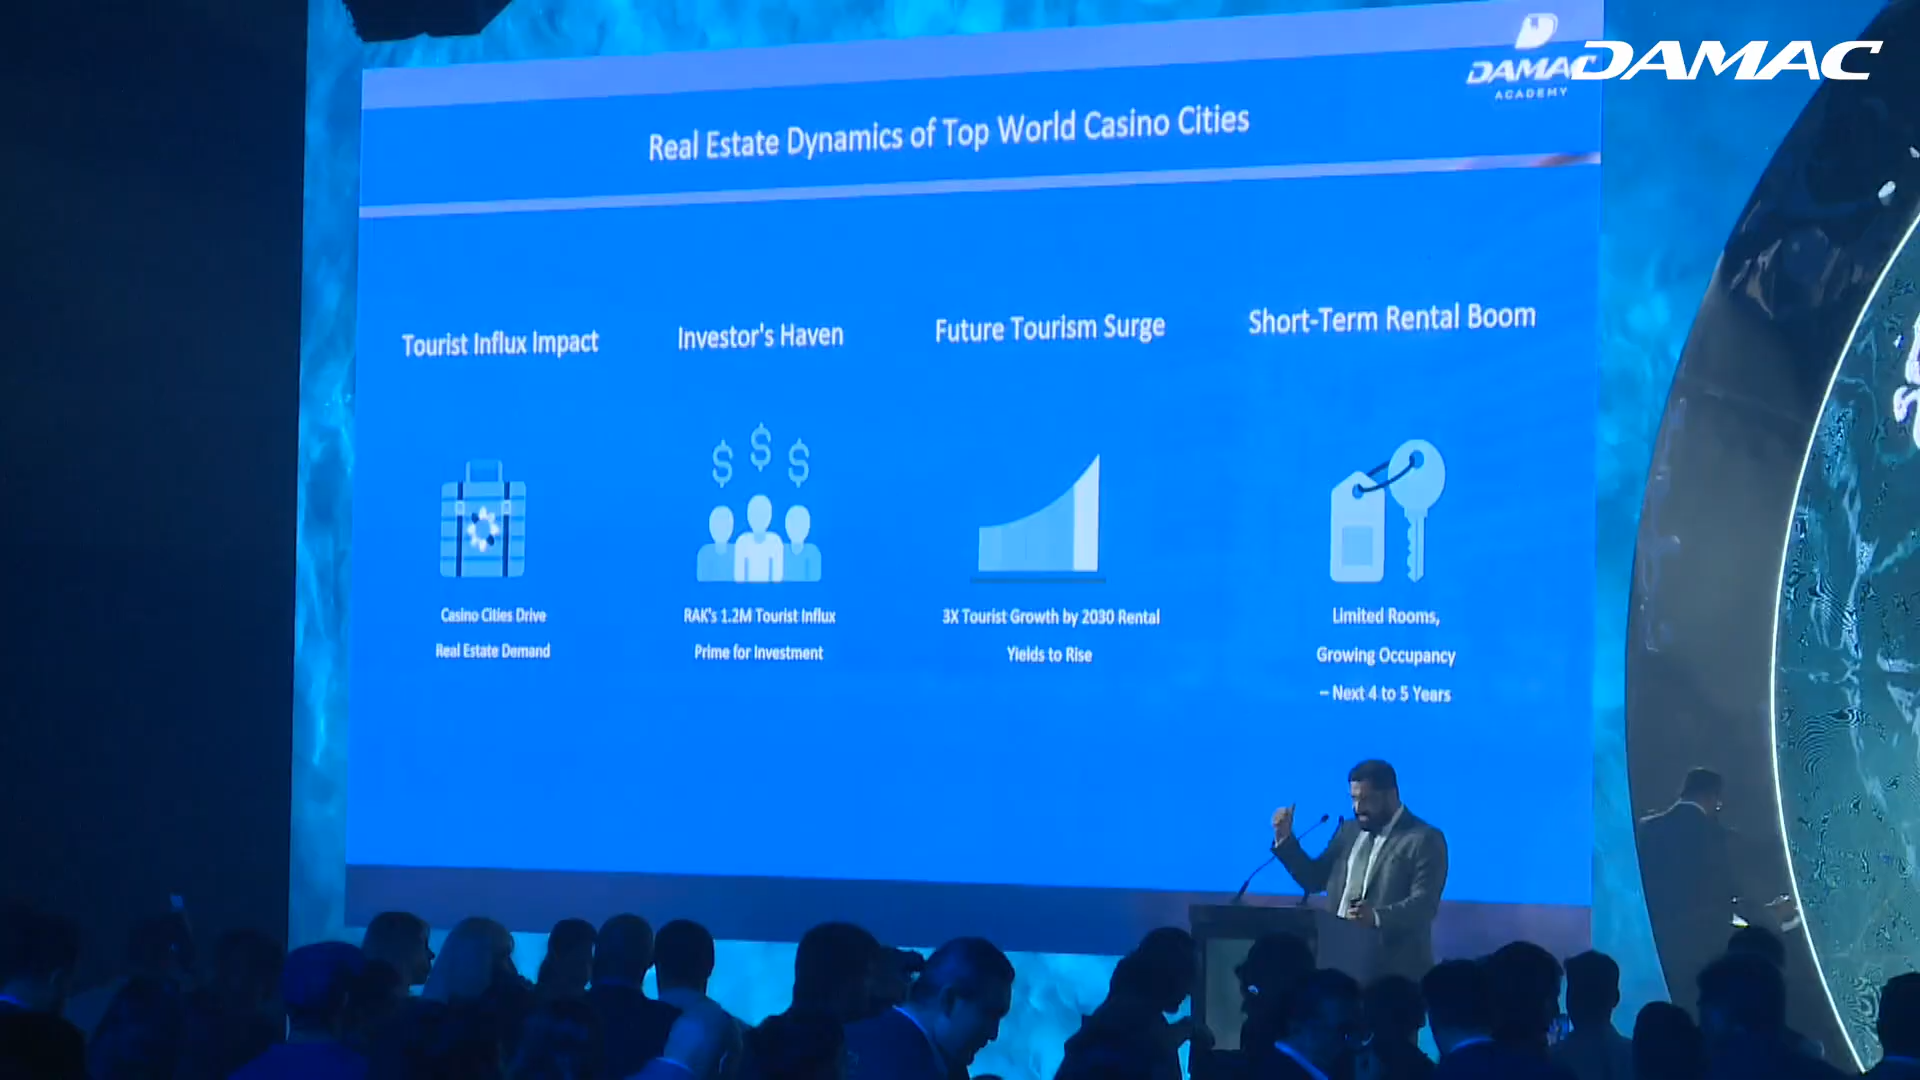 DAMAC
DAMAC
ACADEMY
Real Estate Dynamics of Top World Casino Cities
Tourist Influx Impact
Casino Cities Drive
Real Estate Demand
Investor's Haven
$ $ $
RAK's 1.2M Tourist Influx
Prime for Investment
Future Tourism Surge
3X Tourist Growth by 2030 Rental
Yields to Rise
Short-Term Rental Boom
Limited Rooms,
Growing Occupancy
– Next 4 to 5 Years